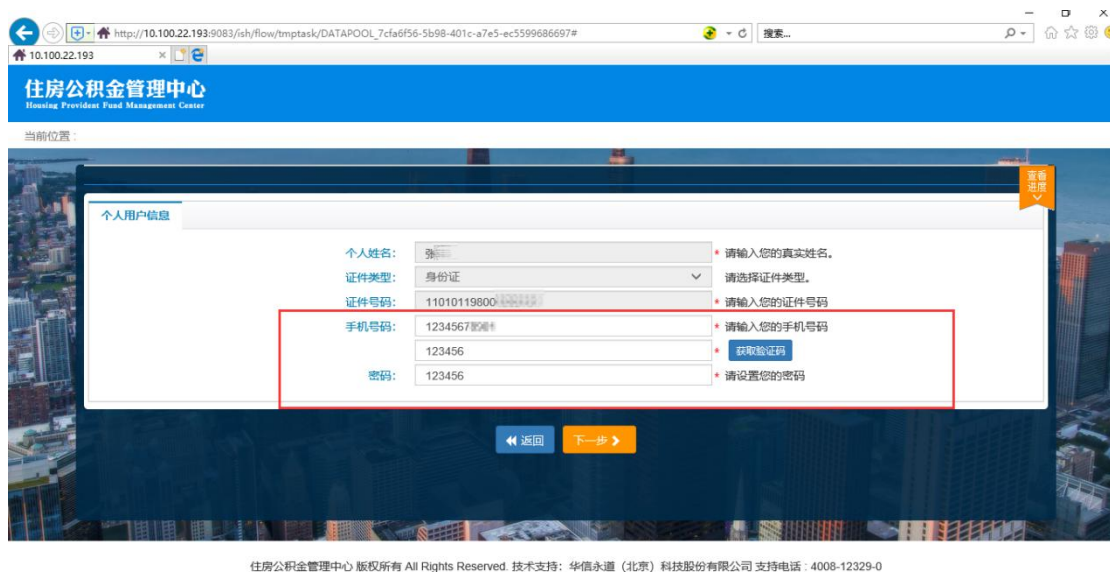 http://10.100.22.193:9083/ish/flow/tmptask/DATAPOOL_7cfa6f56-5b98-401c-a7e5-ec5599686697#
搜索...
10.100.22.193
住房公积金管理中心
Housing Provident Fund Management Center
当前位置：
查看
进度
个人用户信息
个人姓名： 张 * 请输入您的真实姓名。
证件类型： 身份证 请选择证件类型。
证件号码： 11010119800 * 请输入您的证件号码
手机号码： 1234567 * 请输入您的手机号码
123456 * 获取验证码
密码： 123456 * 请设置您的密码
返回 下一步
住房公积金管理中心 版权所有 All Rights Reserved. 技术支持：华信永道（北京）科技股份有限公司 支持电话：4008-12329-0